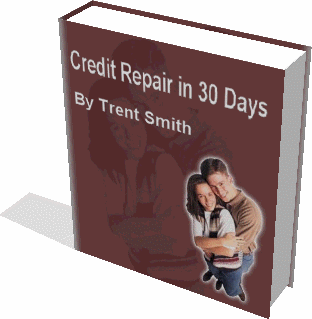 Credit Repair in 30 Days
By Trent Smith